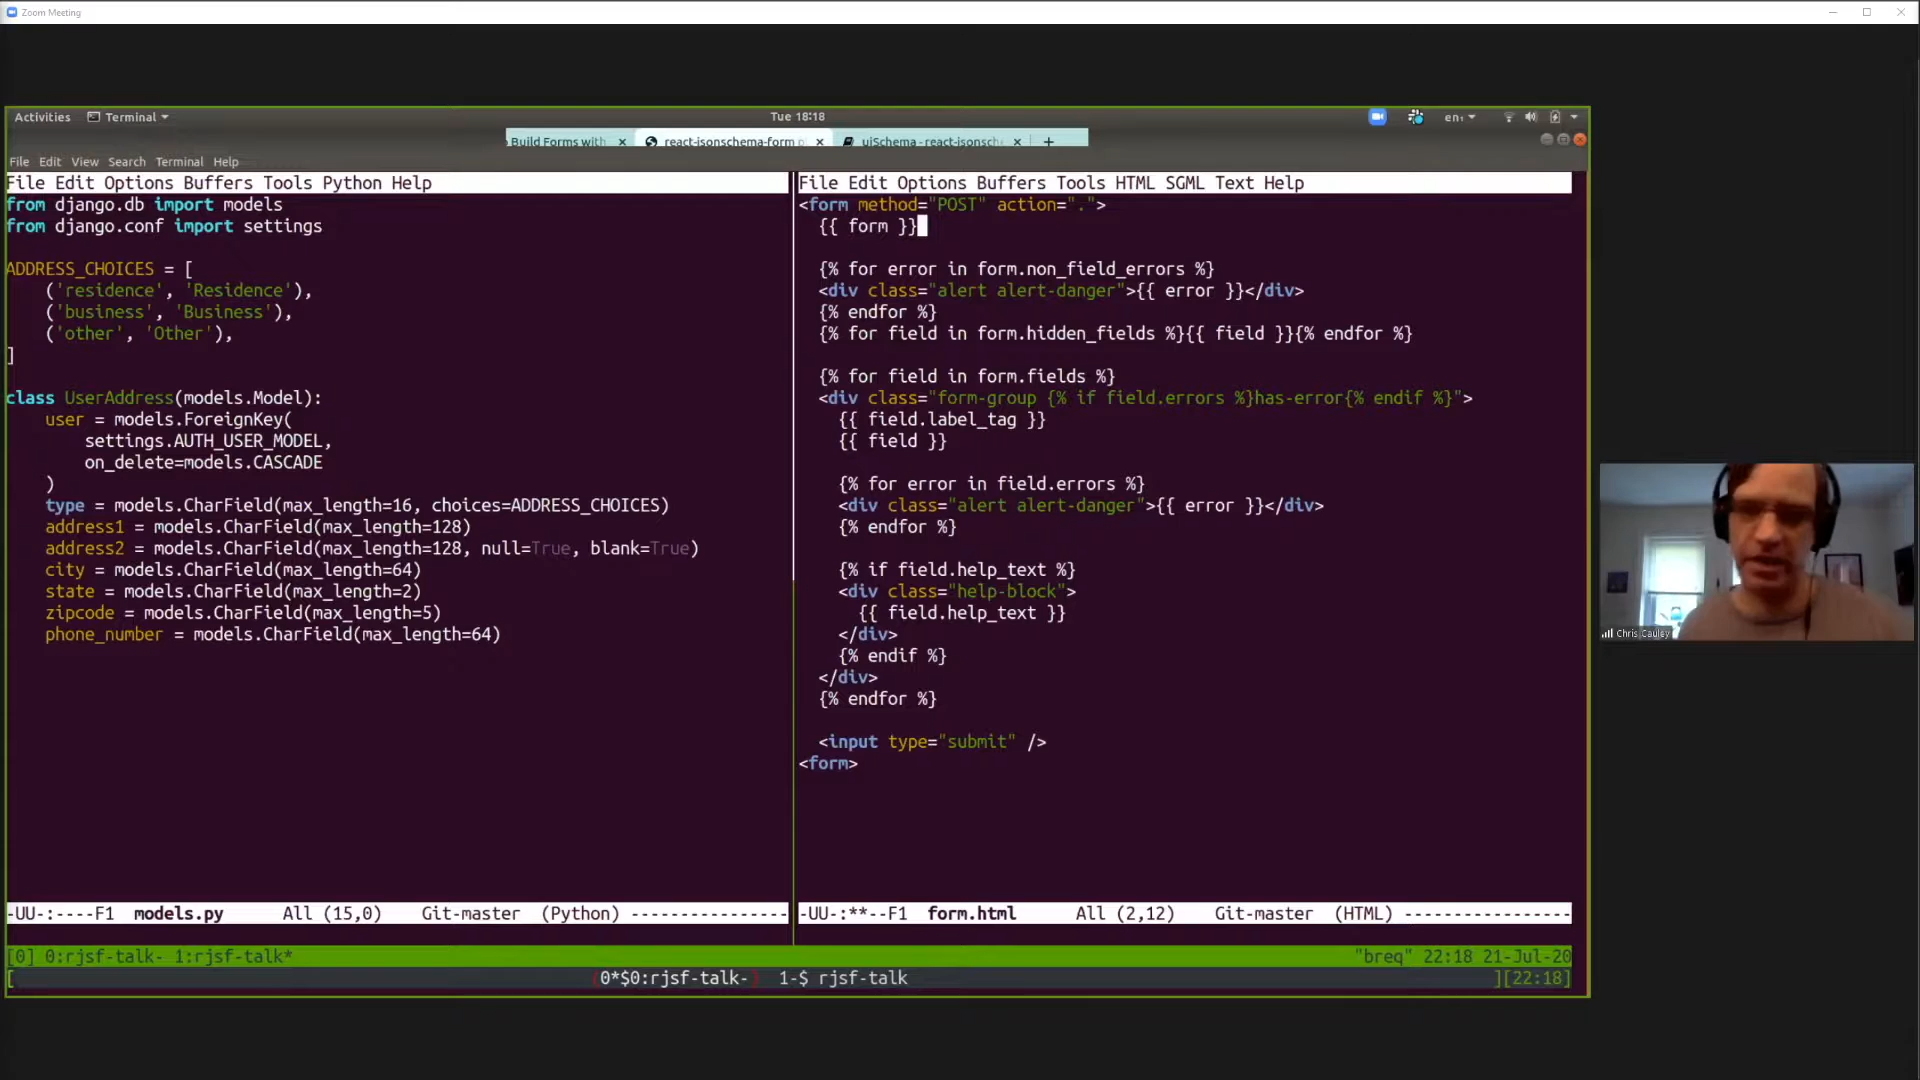 Zoom Meeting
Activities Terminal Tue 18:18 en₁
Build Forms with react-jsonschema-form p uiSchema - react-jsonsch
File Edit View Search Terminal Help
File Edit Options Buffers Tools Python Help
from django.db import models
from django.conf import settings
ADDRESS_CHOICES = [
('residence', 'Residence'),
('business', 'Business'),
('other', 'Other'),
]
class UserAddress(models.Model):
user = models.ForeignKey(
settings.AUTH_USER_MODEL,
on_delete=models.CASCADE
)
type = models.CharField(max_length=16, choices=ADDRESS_CHOICES)
address1 = models.CharField(max_length=128)
address2 = models.CharField(max_length=128, null=True, blank=True)
city = models.CharField(max_length=64)
state = models.CharField(max_length=2)
zipcode = models.CharField(max_length=5)
phone_number = models.CharField(max_length=64)
-UU-:----F1 models.py All (15,0) Git-master (Python) ----------------
File Edit Options Buffers Tools HTML SGML Text Help
<form method="POST" action=".">
{{ form }}
{% for error in form.non_field_errors %}
<div class="alert alert-danger">{{ error }}</div>
{% endfor %}
{% for field in form.hidden_fields %}{{ field }}{% endfor %}
{% for field in form.fields %}
<div class="form-group {% if field.errors %}has-error{% endif %}">
{{ field.label_tag }}
{{ field }}
{% for error in field.errors %}
<div class="alert alert-danger">{{ error }}</div>
{% endfor %}
{% if field.help_text %}
<div class="help-block">
{{ field.help_text }}
</div>
{% endif %}
</div>
{% endfor %}
<input type="submit" />
<form>
-UU-:**--F1 form.html All (2,12) Git-master (HTML) -----------------
[0] 0:rjsf-talk- 1:rjsf-talk* "breq" 22:18 21-Jul-20
[ (0*$0:rjsf-talk-) 1-$ rjsf-talk ][22:18]
Chris Cauley